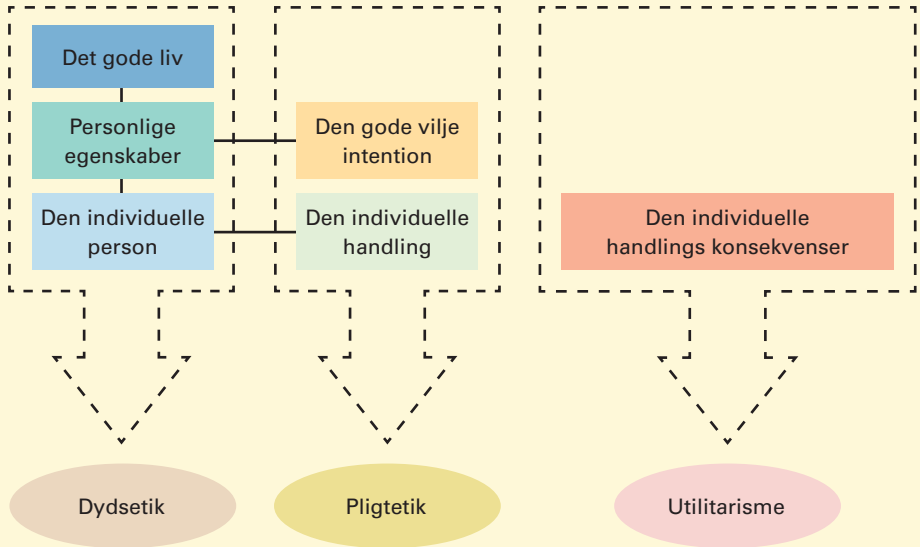 Det gode liv
Personlige
egenskaber
Den gode vilje
intention
Den individuelle
person
Den individuelle
handling
Den individuelle
handlings konsekvenser
Dydsetik
Pligtetik
Utilitarisme